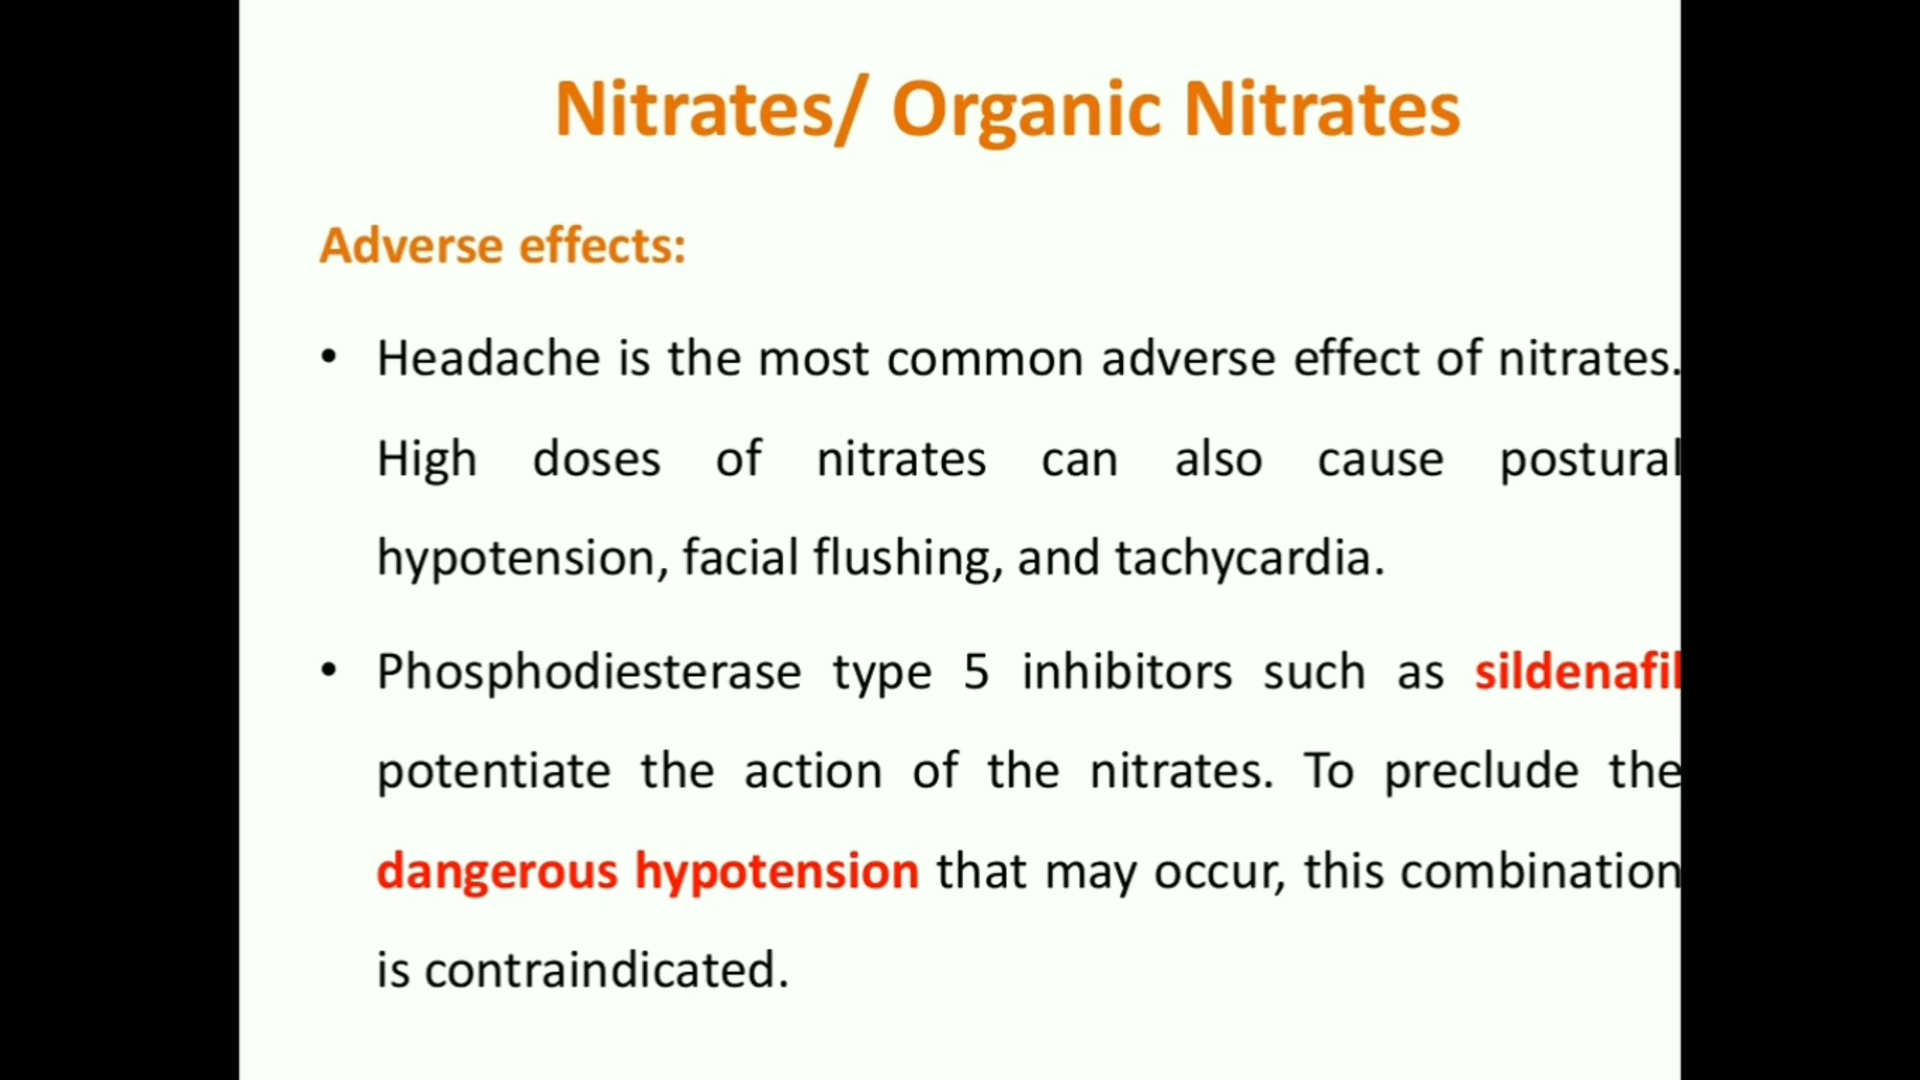 Nitrates/ Organic Nitrates
Adverse effects:
• Headache is the most common adverse effect of nitrates.
High doses of nitrates can also cause postural
hypotension, facial flushing, and tachycardia.
• Phosphodiesterase type 5 inhibitors such as sildenafil
potentiate the action of the nitrates. To preclude the
dangerous hypotension that may occur, this combination
is contraindicated.